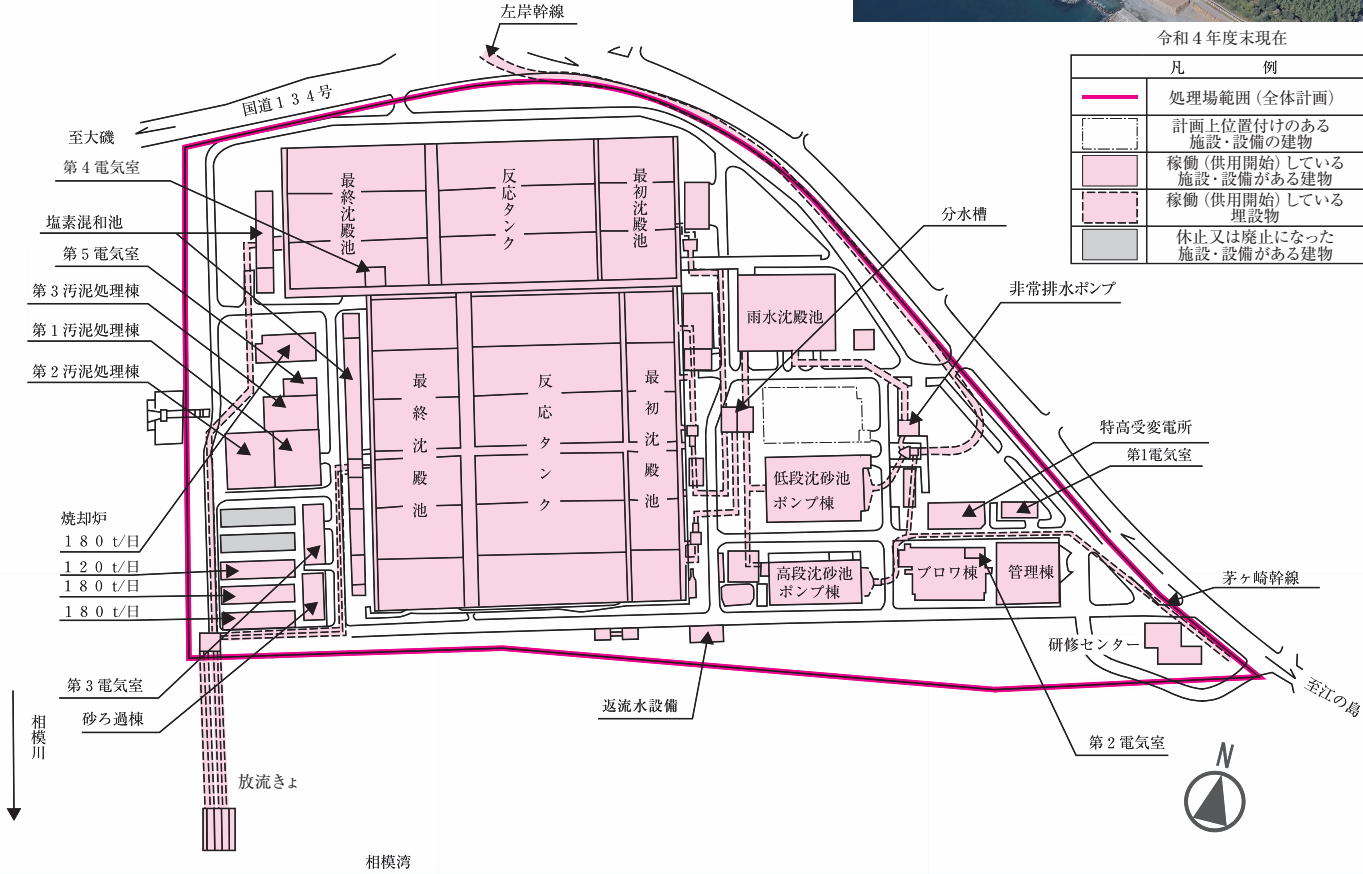 左岸幹線
国道134号
至大磯
第4電気室
塩素混和池
第5電気室
第3汚泥処理棟
第1汚泥処理棟
第2汚泥処理棟
焼却炉
180 t/日
120 t/日
180 t/日
180 t/日
第3電気室
砂ろ過棟
相模川
放流きょ
相模湾
最終沈殿池
反応タンク
最初沈殿池
最終沈殿池
反応タンク
最初沈殿池
雨水沈殿池
分水槽
非常排水ポンプ
特高受変電所
第1電気室
低段沈砂池
ポンプ棟
高段沈砂池
ポンプ棟
ブロワ棟
管理棟
茅ヶ崎幹線
研修センター
至江の島
返流水設備
第2電気室
N
令和4年度末現在
凡例
処理場範囲(全体計画)
計画上位置付けのある
施設・設備の建物
稼働(供用開始)している
施設・設備がある建物
稼働(供用開始)している
埋設物
休止又は廃止になった
施設・設備がある建物